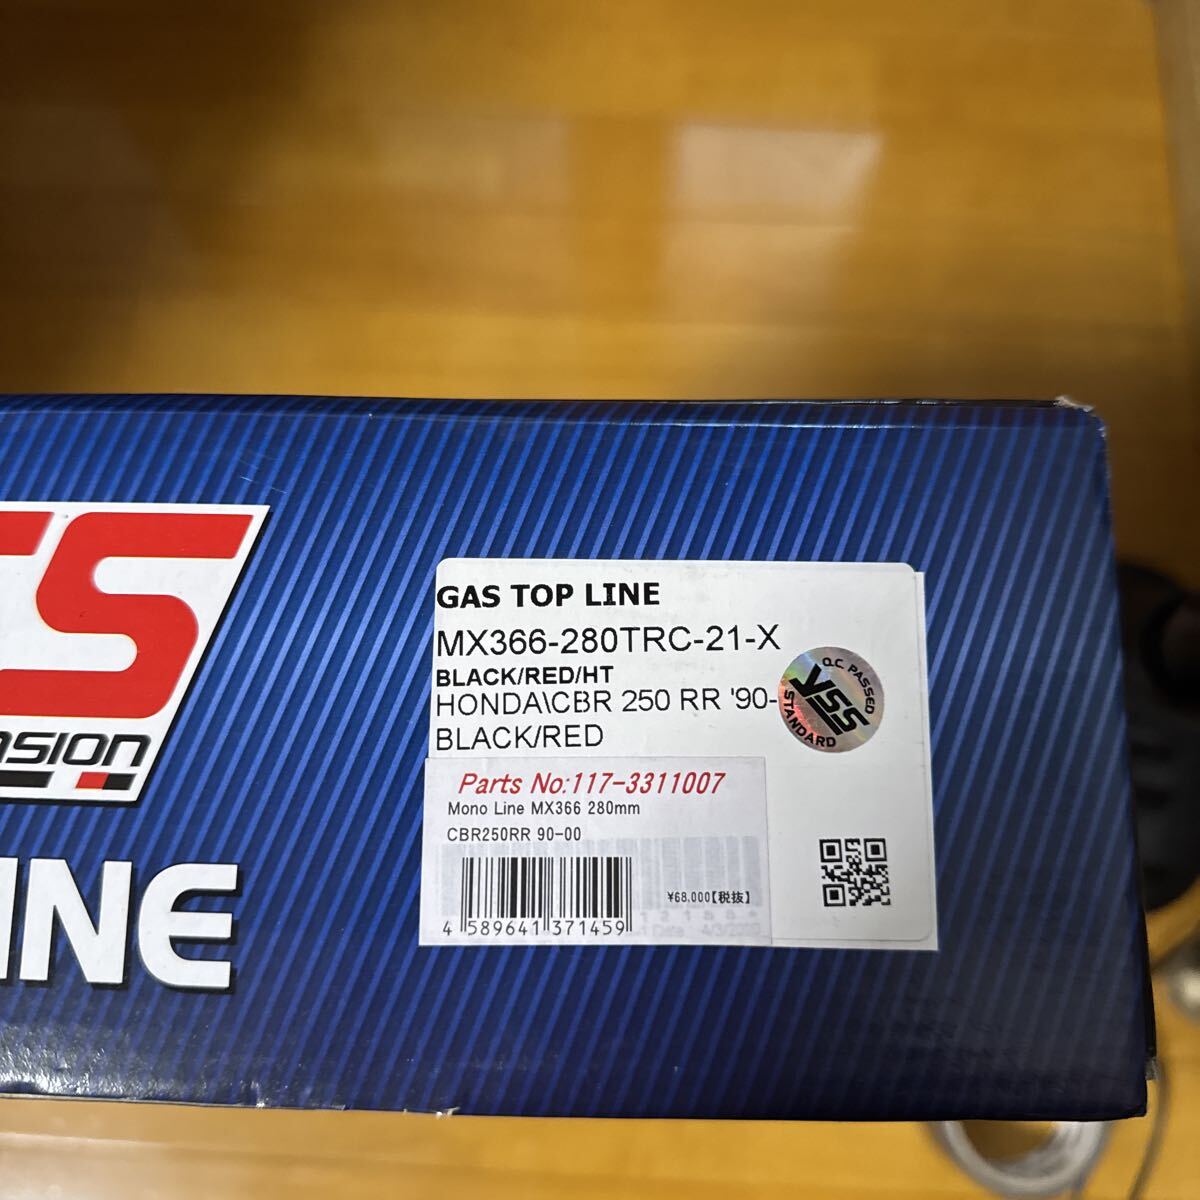 SS
nsion
INE
GAS TOP LINE
MX366-280TRC-21-X
BLACK/RED/HT
HONDA\CBR 250 RR '90-
BLACK/RED
Q.C. PASSED
YSS
STANDARD
Parts No:117-3311007
Mono Line MX366 280mm
CBR250RR 90-00
¥68,000【税抜】
4 589641 371459